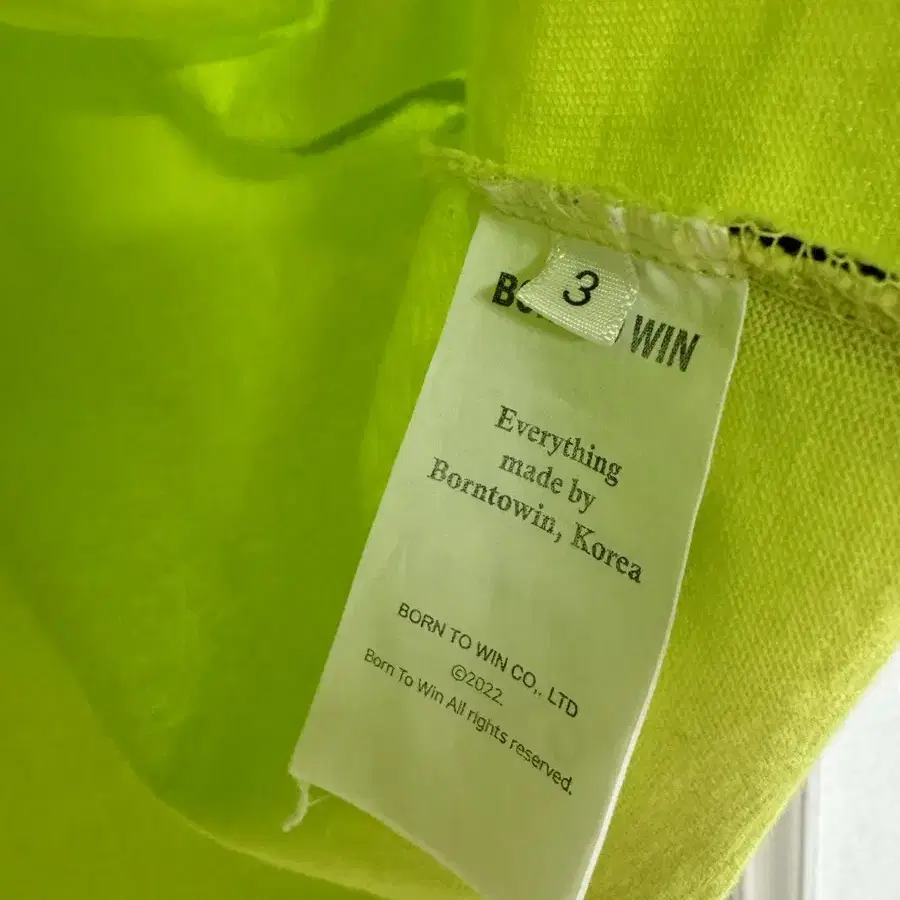 3
WIN
Everything
made by
Borntowin, Korea
BORN TO WIN CO,. LTD
©2022.
Born To Win All rights reserved.